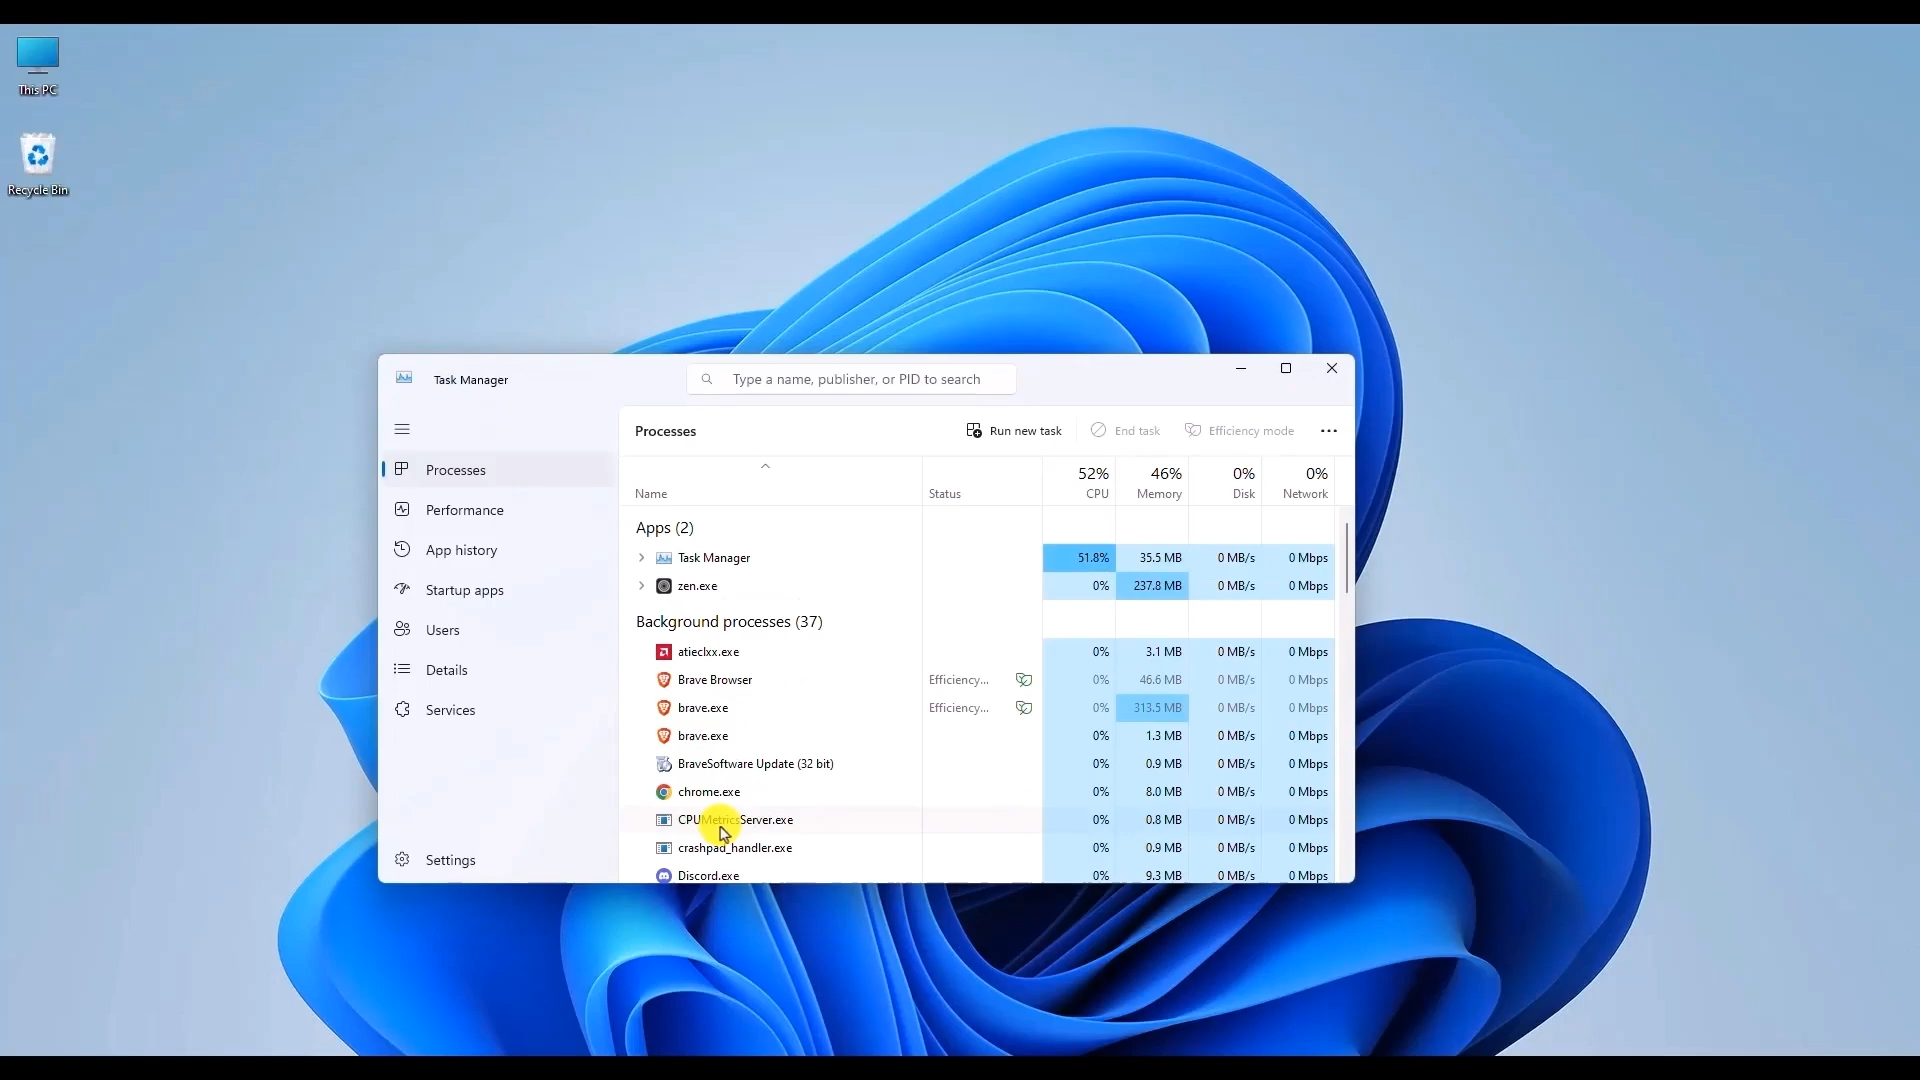 This PC
Recycle Bin
Task Manager
Type a name, publisher, or PID to search
Processes
Run new task
End task
Efficiency mode
Processes
Performance
App history
Startup apps
Users
Details
Services
Settings
52% 46% 0% 0%
Name Status CPU Memory Disk Network
Apps (2)
Task Manager 51.8% 35.5 MB 0 MB/s 0 Mbps
zen.exe 0% 237.8 MB 0 MB/s 0 Mbps
Background processes (37)
atieclxx.exe 0% 3.1 MB 0 MB/s 0 Mbps
Brave Browser Efficiency... 0% 46.6 MB 0 MB/s 0 Mbps
brave.exe Efficiency... 0% 313.5 MB 0 MB/s 0 Mbps
brave.exe 0% 1.3 MB 0 MB/s 0 Mbps
BraveSoftware Update (32 bit) 0% 0.9 MB 0 MB/s 0 Mbps
chrome.exe 0% 8.0 MB 0 MB/s 0 Mbps
CPUMetricsServer.exe 0% 0.8 MB 0 MB/s 0 Mbps
crashpad_handler.exe 0% 0.9 MB 0 MB/s 0 Mbps
Discord.exe 0% 9.3 MB 0 MB/s 0 Mbps